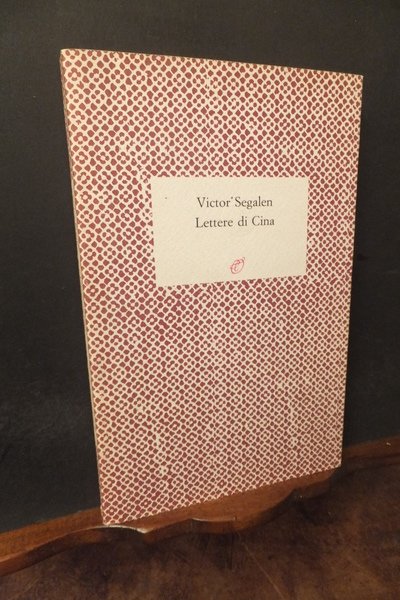 Victor Segalen
Lettere di Cina